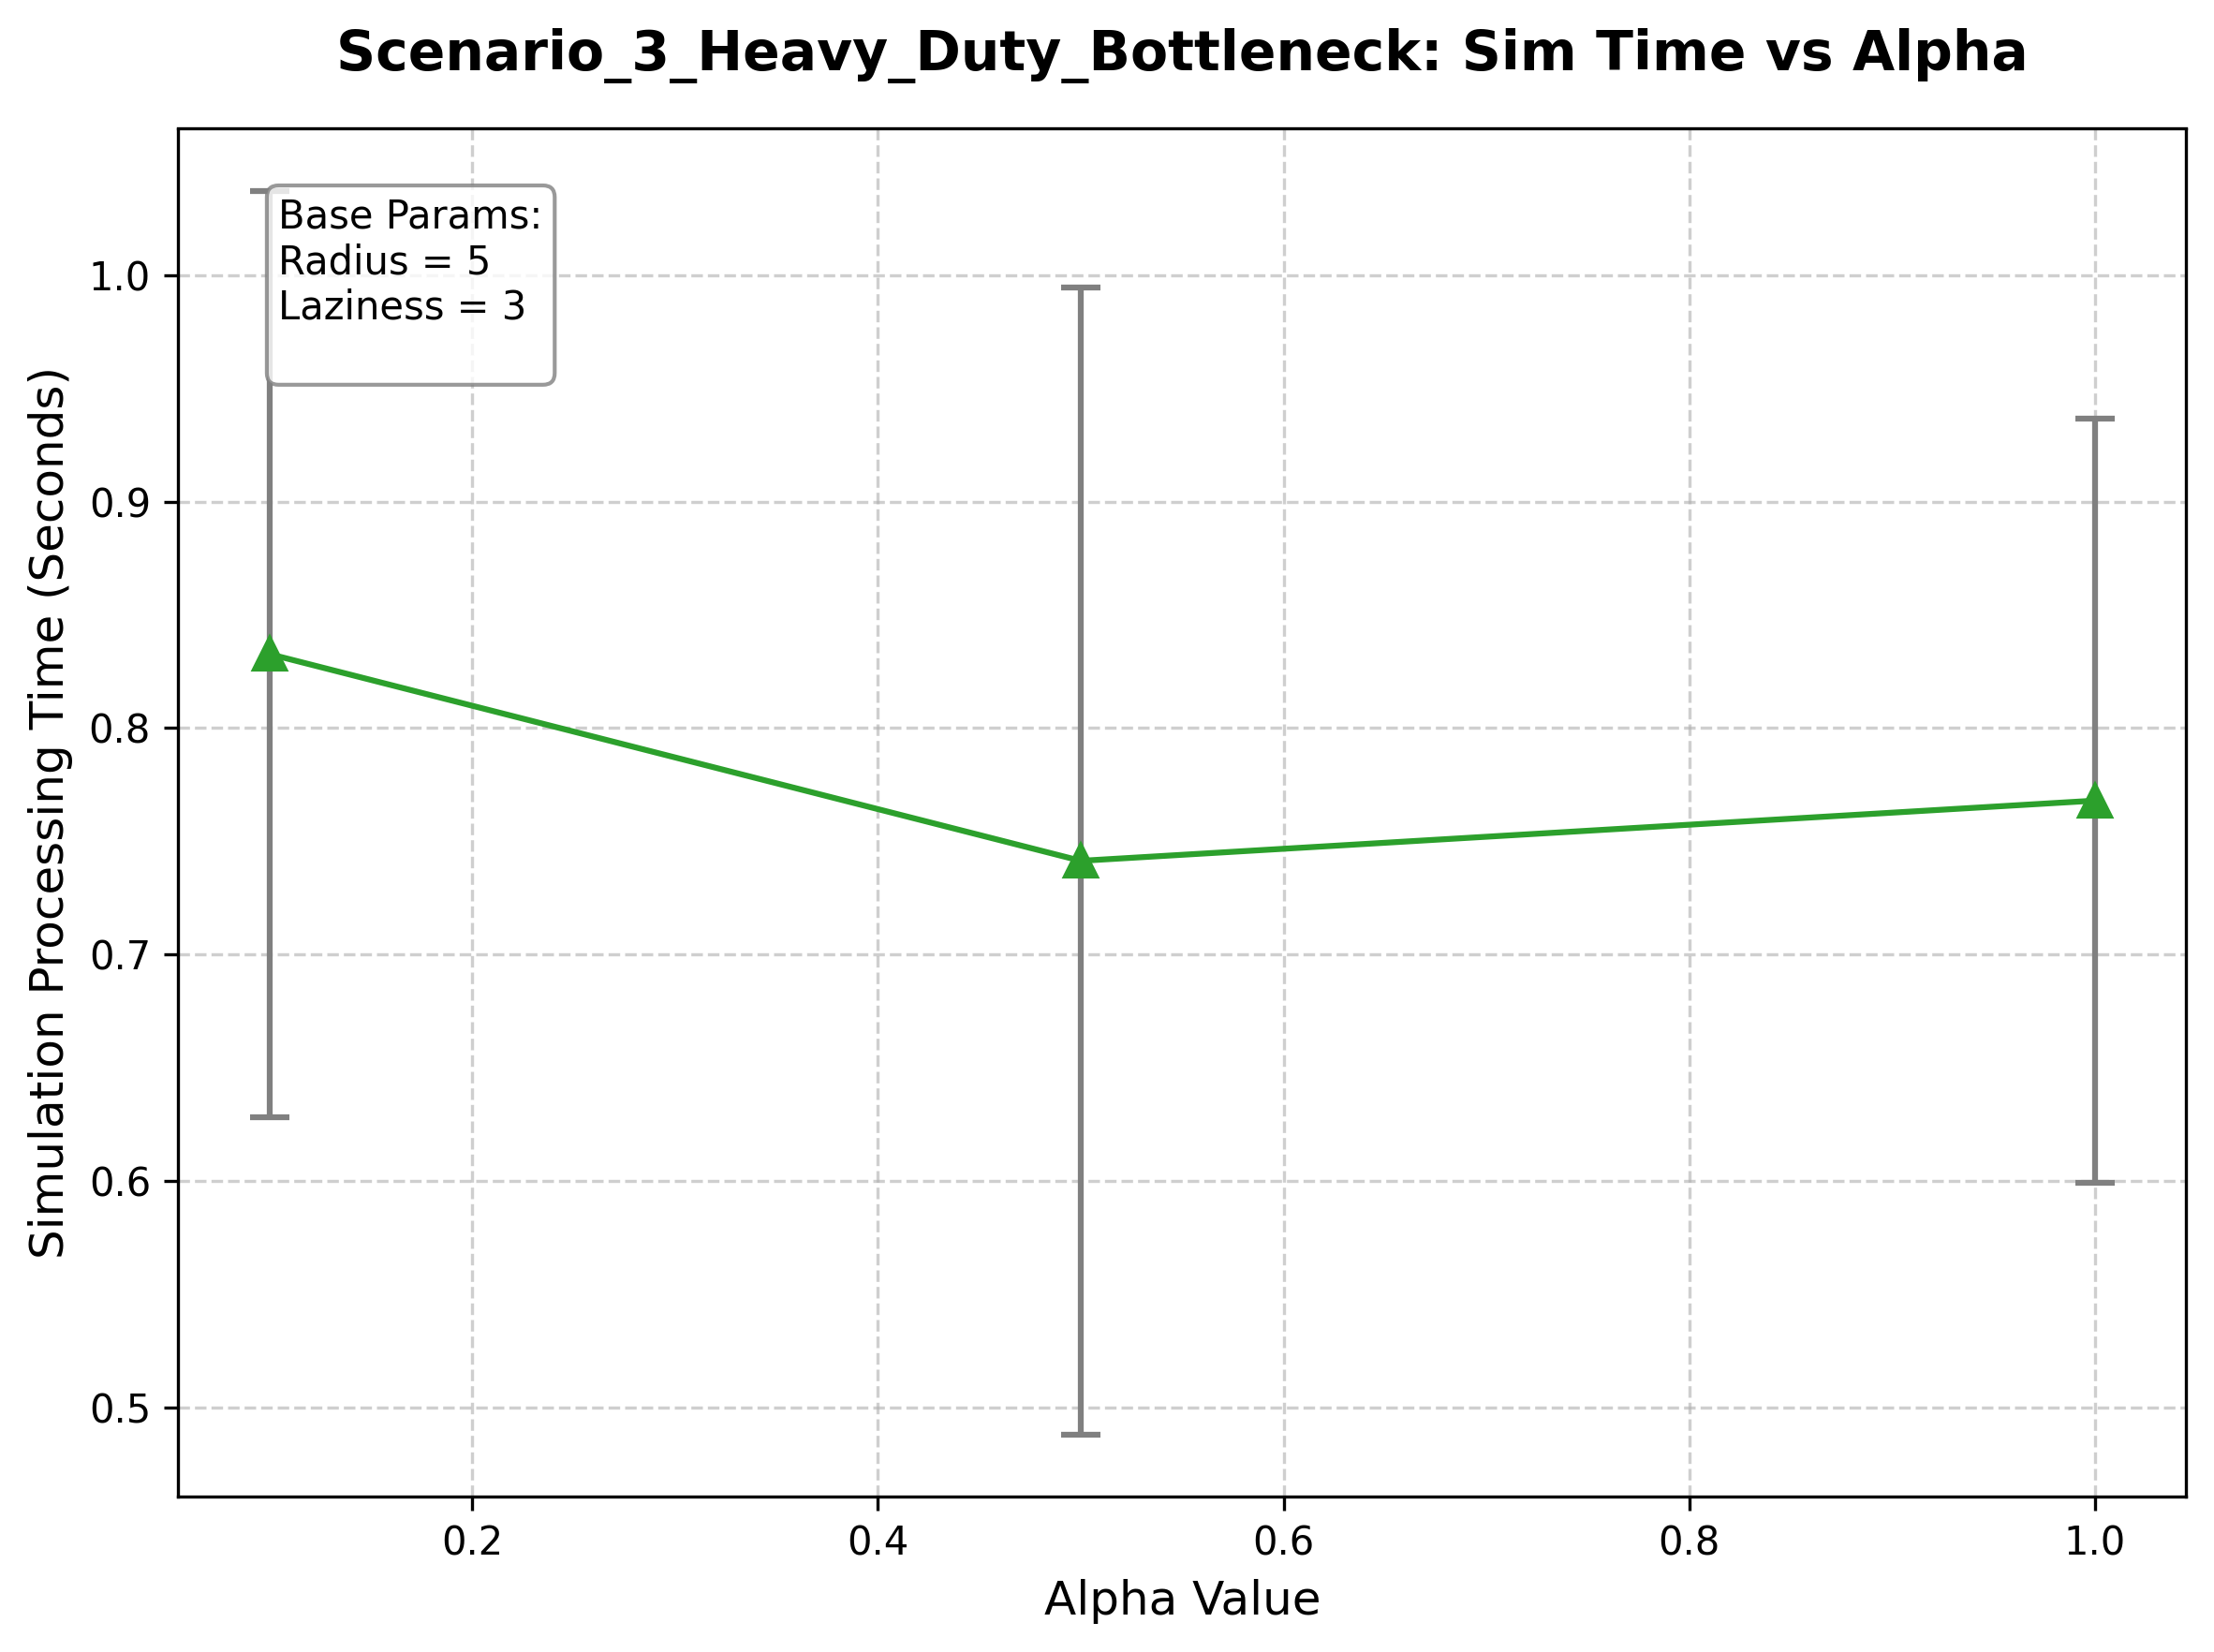 Scenario_3_Heavy_Duty_Bottleneck: Sim Time vs Alpha
Base Params:
Radius = 5
Laziness = 3
Simulation Processing Time (Seconds)
1.0
0.9
0.8
0.7
0.6
0.5
0.2
0.4
0.6
0.8
1.0
Alpha Value